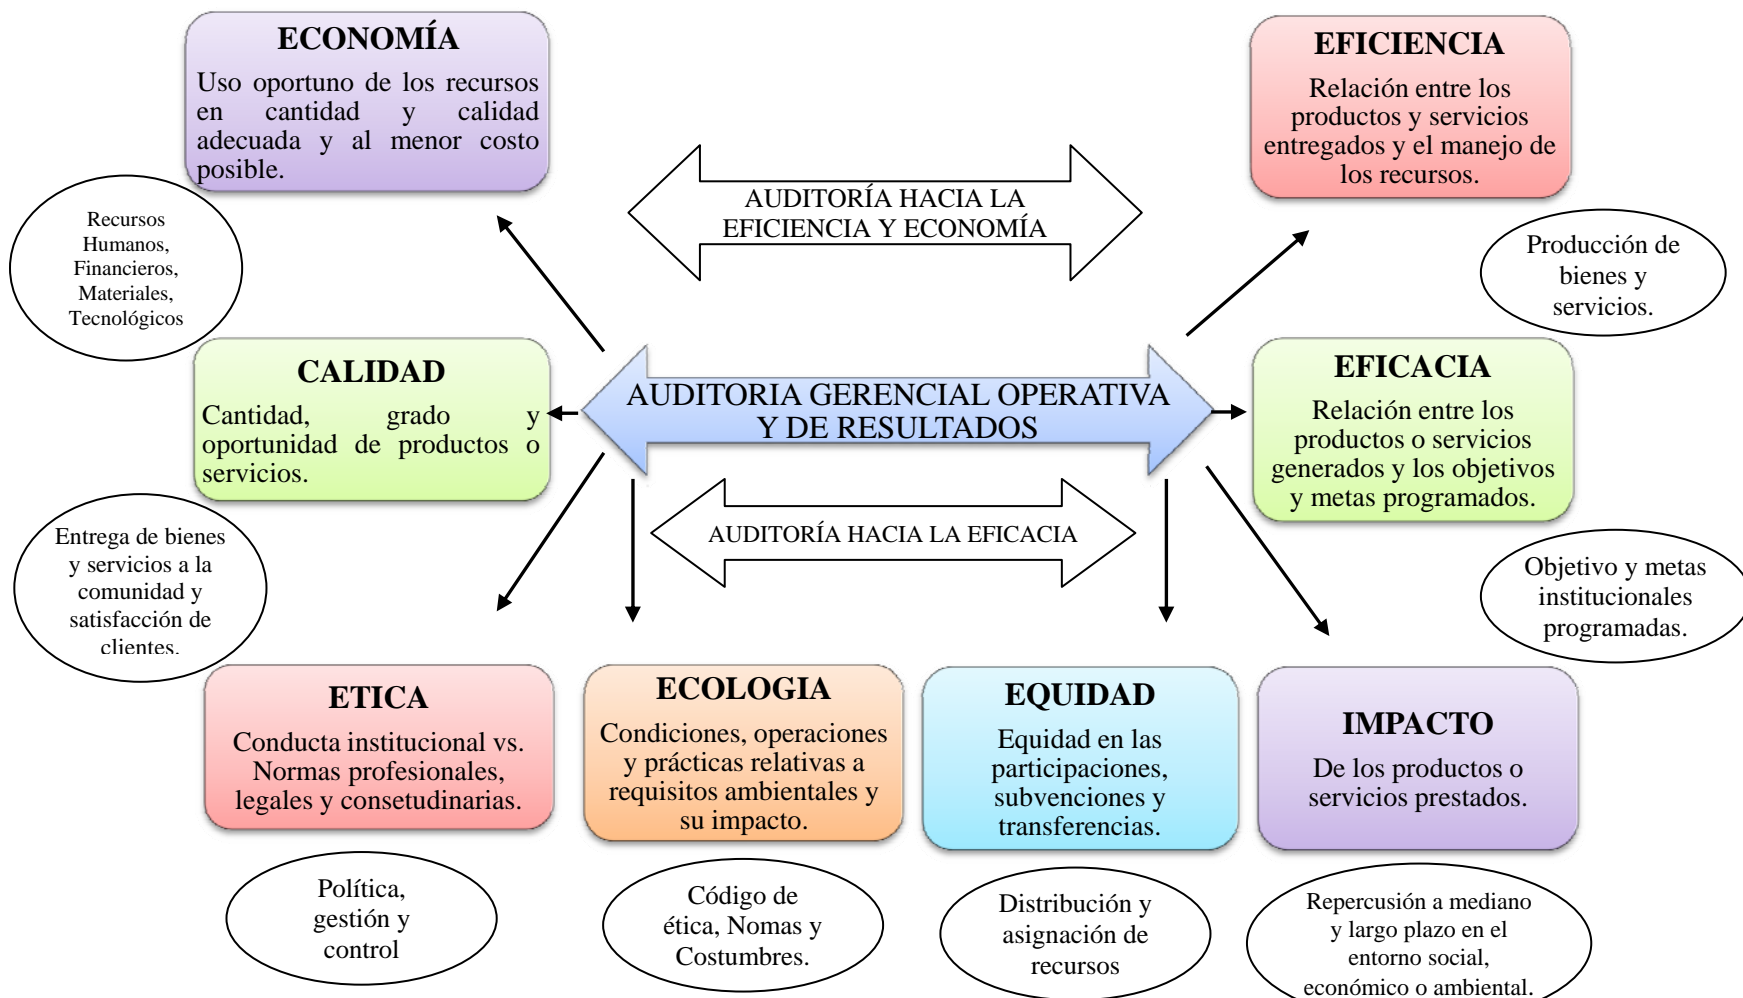 ECONOMÍA
Uso oportuno de los recursos
en cantidad y calidad
adecuada y al menor costo
posible.
EFICIENCIA
Relación entre los
productos y servicios
entregados y el manejo de
los recursos.
AUDITORÍA HACIA LA
EFICIENCIA Y ECONOMÍA
Recursos
Humanos,
Financieros,
Materiales,
Tecnológicos
Producción de
bienes y
servicios.
CALIDAD
Cantidad, grado y
oportunidad de productos o
servicios.
AUDITORIA GERENCIAL OPERATIVA
Y DE RESULTADOS
EFICACIA
Relación entre los
productos o servicios
generados y los objetivos
y metas programados.
AUDITORÍA HACIA LA EFICACIA
Entrega de bienes
y servicios a la
comunidad y
satisfacción de
clientes.
Objetivo y metas
institucionales
programadas.
ETICA
Conducta institucional vs.
Normas profesionales,
legales y consetudinarias.
ECOLOGIA
Condiciones, operaciones
y prácticas relativas a
requisitos ambientales y
su impacto.
EQUIDAD
Equidad en las
participaciones,
subvenciones y
transferencias.
IMPACTO
De los productos o
servicios prestados.
Política,
gestión y
control
Código de
ética, Nomas y
Costumbres.
Distribución y
asignación de
recursos
Repercusión a mediano
y largo plazo en el
entorno social,
económico o ambiental.